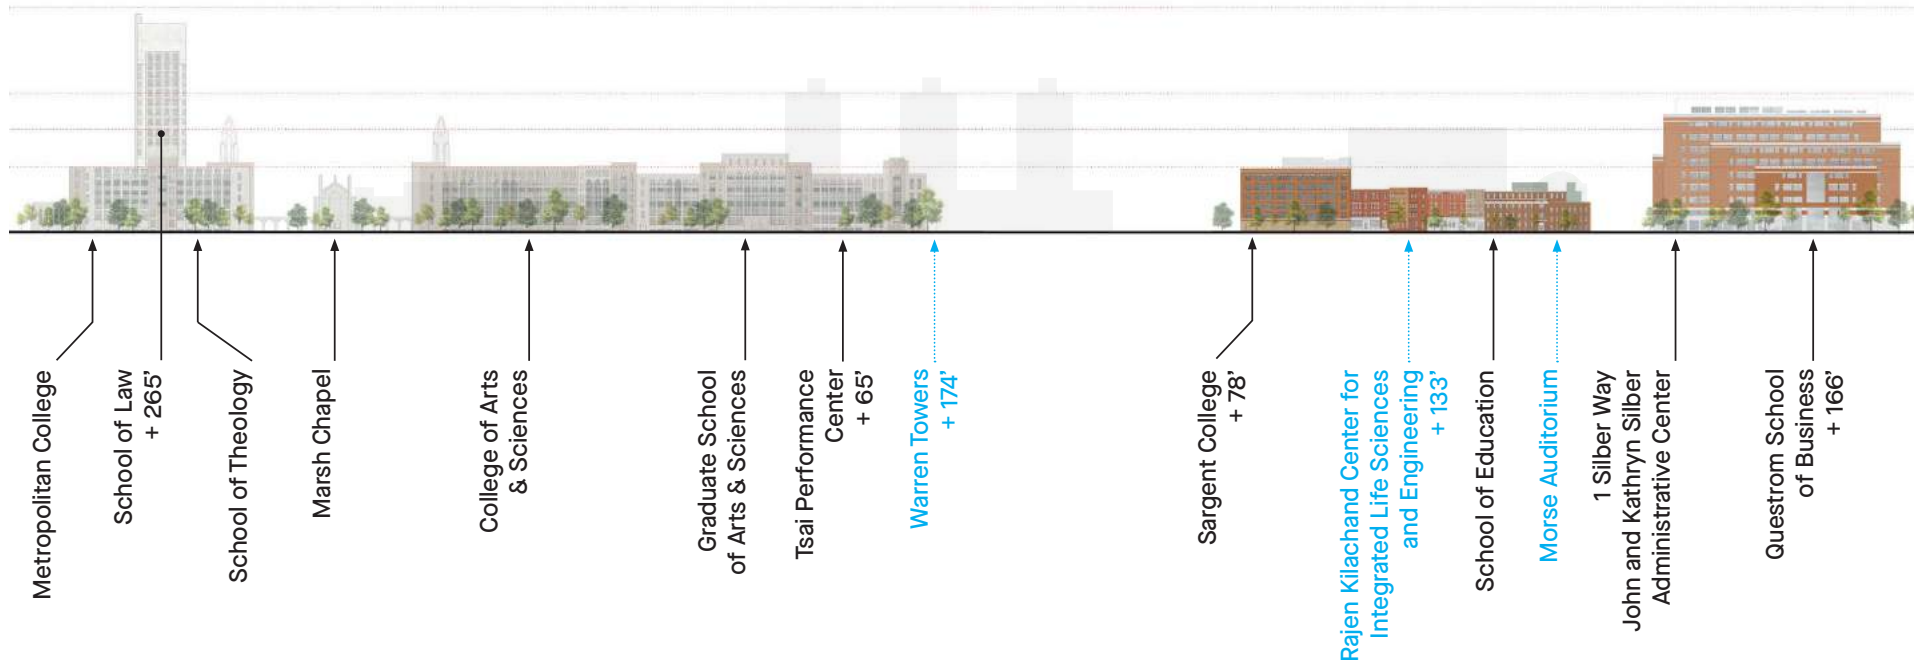 Metropolitan College
School of Law
+ 265’
School of Theology
Marsh Chapel
College of Arts
& Sciences
Graduate School
of Arts & Sciences
Tsai Performance
Center
+ 65’
Warren Towers
+ 174’
Sargent College
+ 78’
Rajen Kilachand Center for
Integrated Life Sciences
and Engineering
+ 133’
School of Education
Morse Auditorium
1 Silber Way
John and Kathryn Silber
Administrative Center
Questrom School
of Business
+ 166’